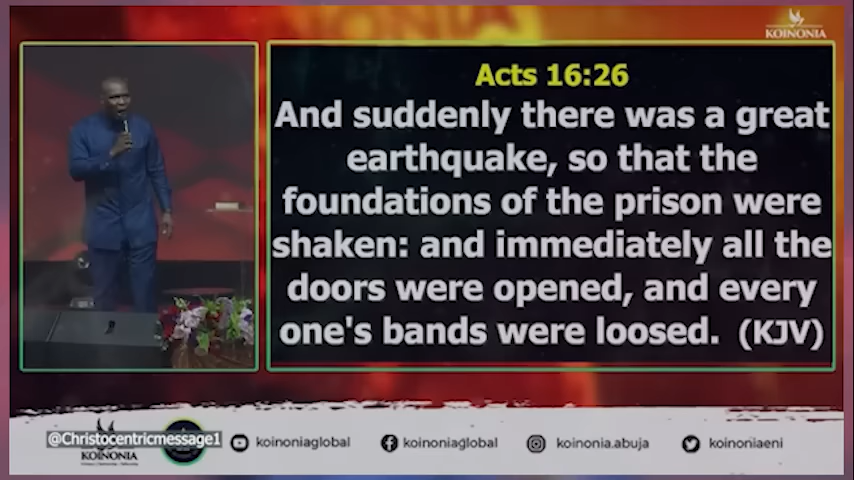 KOINONIA
Acts 16:26
And suddenly there was a great
earthquake, so that the
foundations of the prison were
shaken: and immediately all the
doors were opened, and every
one's bands were loosed. (KJV)
@Christocentricmessage1
KOINONIA
koinoniaglobal
koinoniaglobal
koinonia.abuja
koinoniaeni